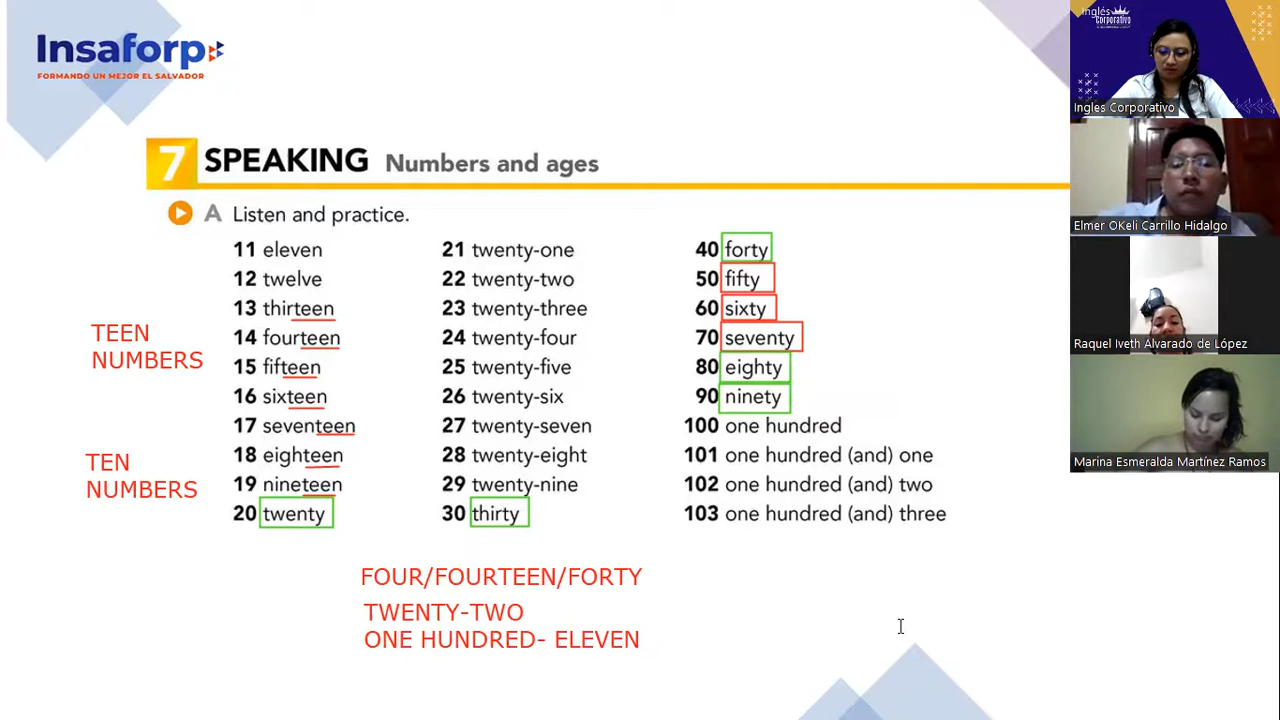 Insaforp
FORMANDO UN MEJOR EL SALVADOR
7 SPEAKING Numbers and ages
A Listen and practice.
11 eleven
12 twelve
13 thirteen
14 fourteen
15 fifteen
16 sixteen
17 seventeen
18 eighteen
19 nineteen
20 twenty
21 twenty-one
22 twenty-two
23 twenty-three
24 twenty-four
25 twenty-five
26 twenty-six
27 twenty-seven
28 twenty-eight
29 twenty-nine
30 thirty
40 forty
50 fifty
60 sixty
70 seventy
80 eighty
90 ninety
100 one hundred
101 one hundred (and) one
102 one hundred (and) two
103 one hundred (and) three
TEEN
NUMBERS
TEN
NUMBERS
FOUR/FOURTEEN/FORTY
TWENTY-TWO
ONE HUNDRED- ELEVEN
Inglés
Corporativo
Ingles Corporativo
Elmer OKeli Carrillo Hidalgo
Raquel Iveth Alvarado de López
Marina Esmeralda Martínez Ramos